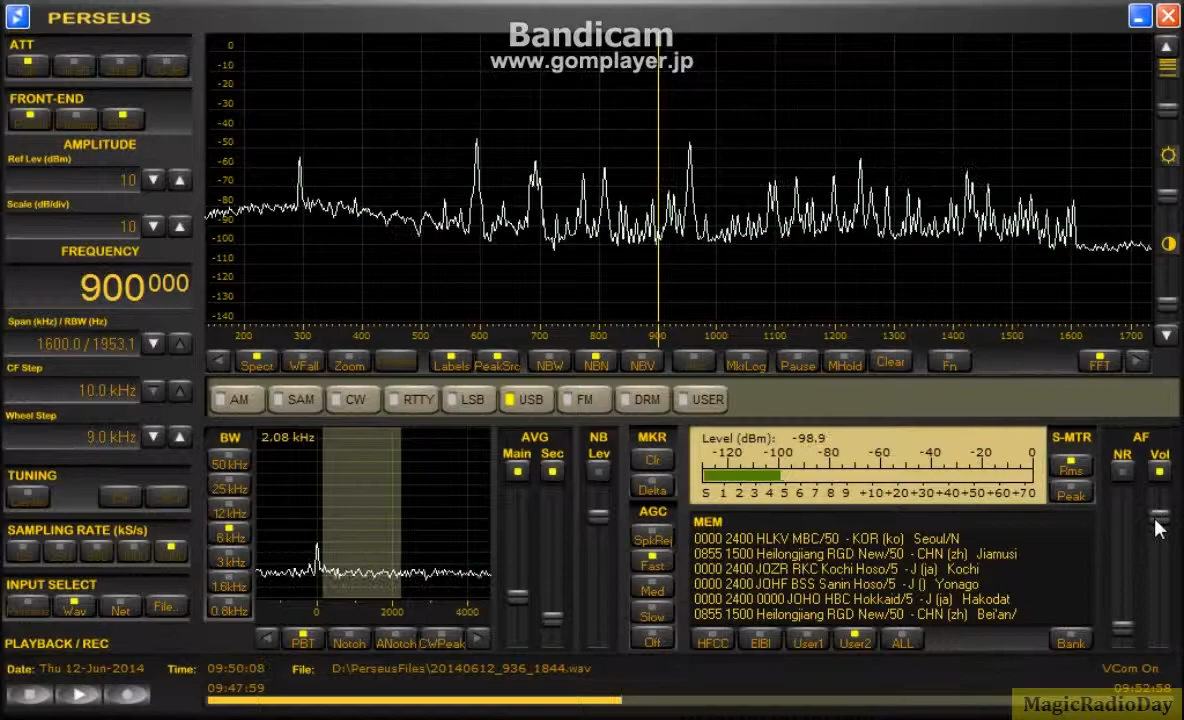 PERSEUS
Bandicam
www.gomplayer.jp
ATT
FRONT-END
AMPLITUDE
Ref Lev (dBm)
10
Scale (dB/div)
10
FREQUENCY
900000
Span (kHz) / RBW (Hz)
1600.0 / 1953.1
CF Step
10.0 kHz
Wheel Step
9.0 kHz
TUNING
SAMPLING RATE (kS/s)
INPUT SELECT
Wav Net File..
PLAYBACK / REC
0
-10
-20
-30
-40
-50
-60
-70
-80
-90
-100
-110
-120
-130
-140
200 300 400 500 600 700 800 900 1000 1100 1200 1300 1400 1500 1600 1700
Spect WFall Zoom Labels PeakSrc NBW NBN NBV MkrLog Pause MHold Clear Fn FFT
AM SAM CW RTTY LSB USB FM DRM USER
BW
50 kHz
25 kHz
12 kHz
6 kHz
3 kHz
1.6kHz
0.8kHz
2.08 kHz
0 2000 4000
PBT Notch ANotch CWPeak
AVG
Main Sec
NB
Lev
MKR
Clr
Delta
AGC
SpkRej
Fast
Med
Slow
Off
Level (dBm): -98.9
-120 -100 -80 -60 -40 -20 0
S 1 2 3 4 5 6 7 8 9 +10+20+30+40+50+60+70
S-MTR
Rms
Peak
AF
NR Vol
MEM
0000 2400 HLKV MBC/50 - KOR (ko) Seoul/N
0855 1500 Heilongjiang RGD New/50 - CHN (zh) Jiamusi
0000 2400 JOZR RKC Kochi Hoso/5 - J (ja) Kochi
0000 2400 JOHF BSS Sanin Hoso/5 - J () Yonago
0000 2400 0000 JOHO HBC Hokkaid/5 - J (ja) Hakodat
0855 1500 Heilongjiang RGD New/50 - CHN (zh) Bei'an/
HFCC EIBI User1 User2 ALL Bank
Date: Thu 12-Jun-2014 Time: 09:50:08 File: D:\PerseusFiles\20140612_936_1844.wav VCom On
09:47:59 09:52:58
MagicRadioDay